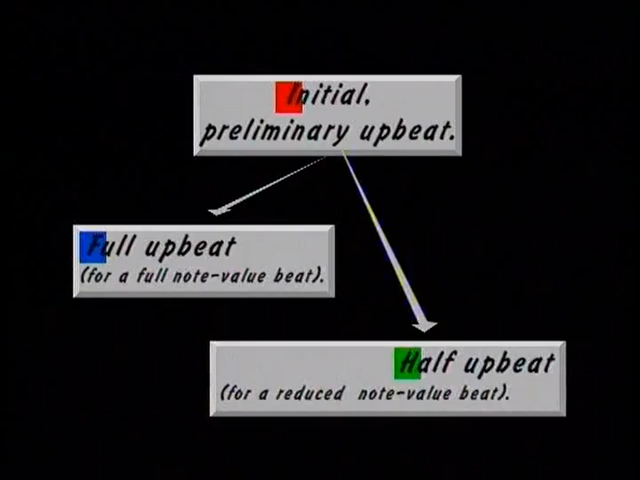 Initial,
preliminary upbeat.
Full upbeat
(for a full note-value beat).
Half upbeat
(for a reduced note-value beat).